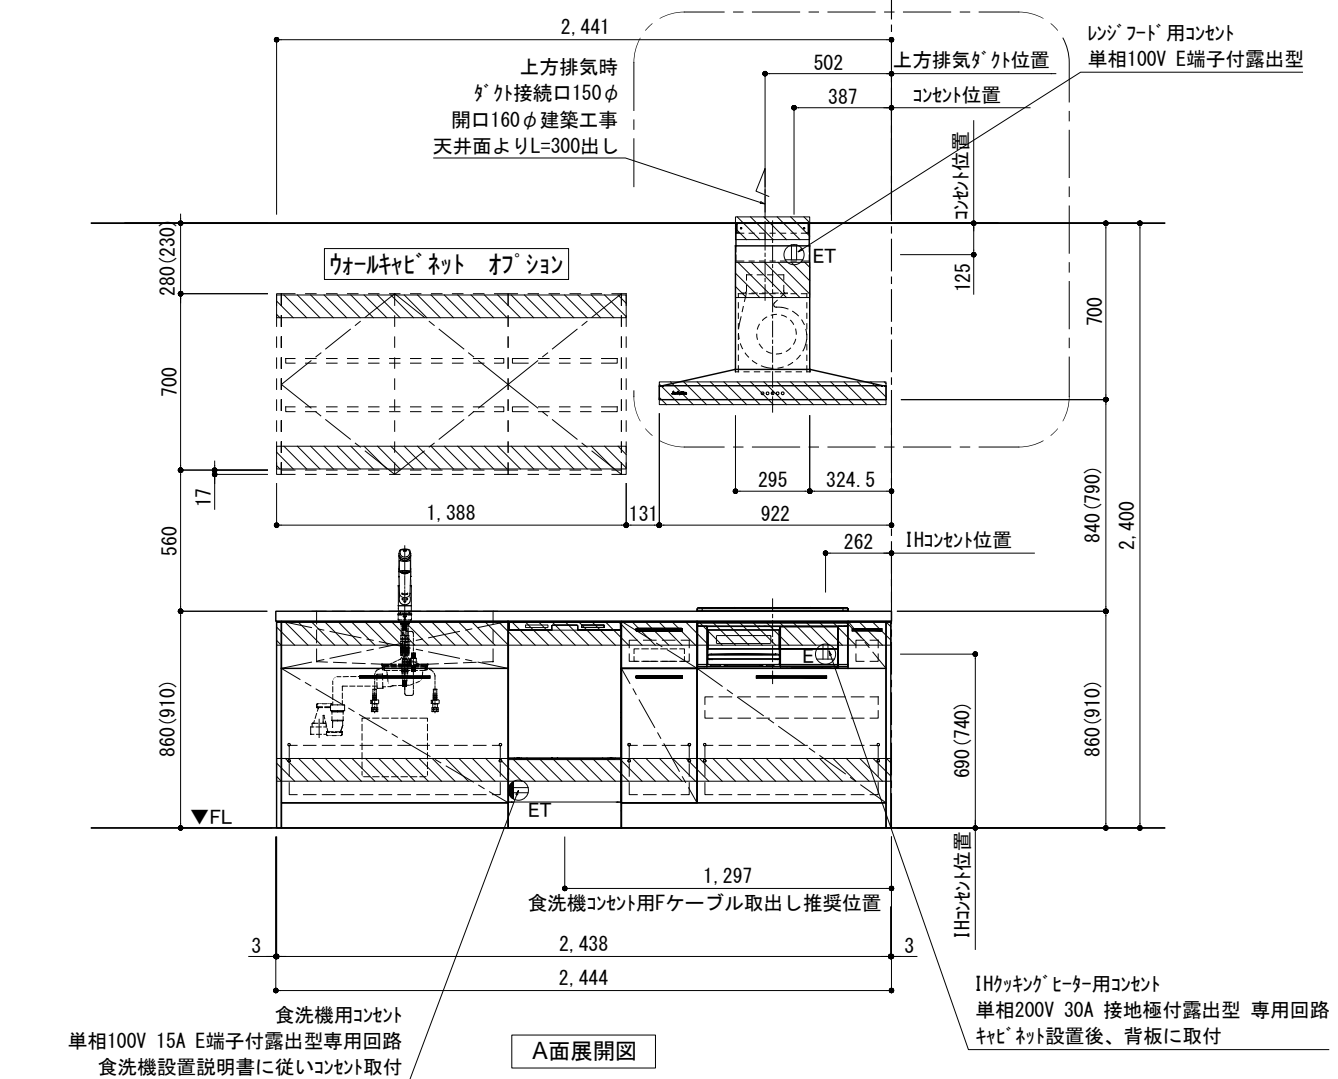 2,441
レンジフード用コンセント
単相100V E端子付露出型
上方排気時
ダクト接続口150φ
開口160φ建築工事
天井面よりL=300出し
502
上方排気ダクト位置
387
コンセント位置
コンセント位置
125
280(230)
ウォールキャビネット オプション
ET
700
700
17
295
324.5
1,388
131
922
840(790)
2,400
560
262
IHコンセント位置
E
860(910)
690(740)
860(910)
▼FL
ET
IHコンセント位置
1,297
食洗機コンセント用Fケーブル取出し推奨位置
3
2,438
3
2,444
食洗機用コンセント
単相100V 15A E端子付露出型専用回路
食洗機設置説明書に従いコンセント取付
A面展開図
IHクッキングヒーター用コンセント
単相200V 30A 接地極付露出型 専用回路
キャビネット設置後、背板に取付